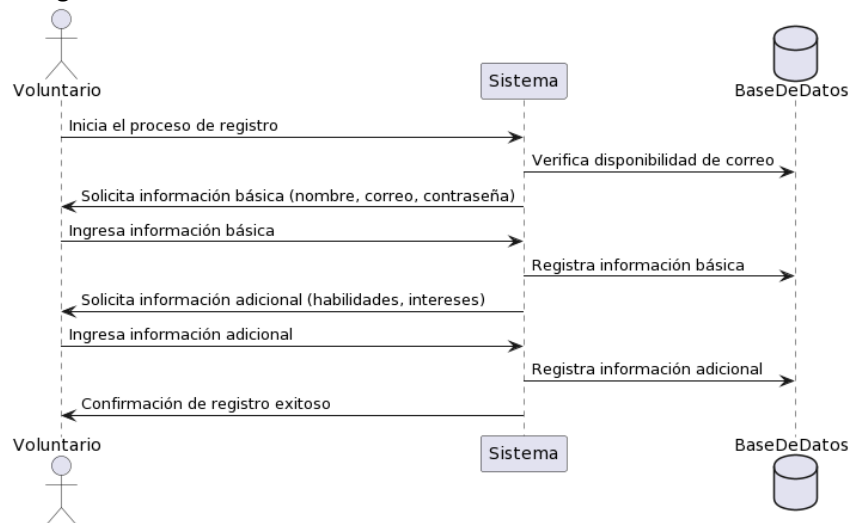 Voluntario
Sistema
BaseDeDatos
Inicia el proceso de registro
Verifica disponibilidad de correo
Solicita información básica (nombre, correo, contraseña)
Ingresa información básica
Registra información básica
Solicita información adicional (habilidades, intereses)
Ingresa información adicional
Registra información adicional
Confirmación de registro exitoso
Voluntario
Sistema
BaseDeDatos